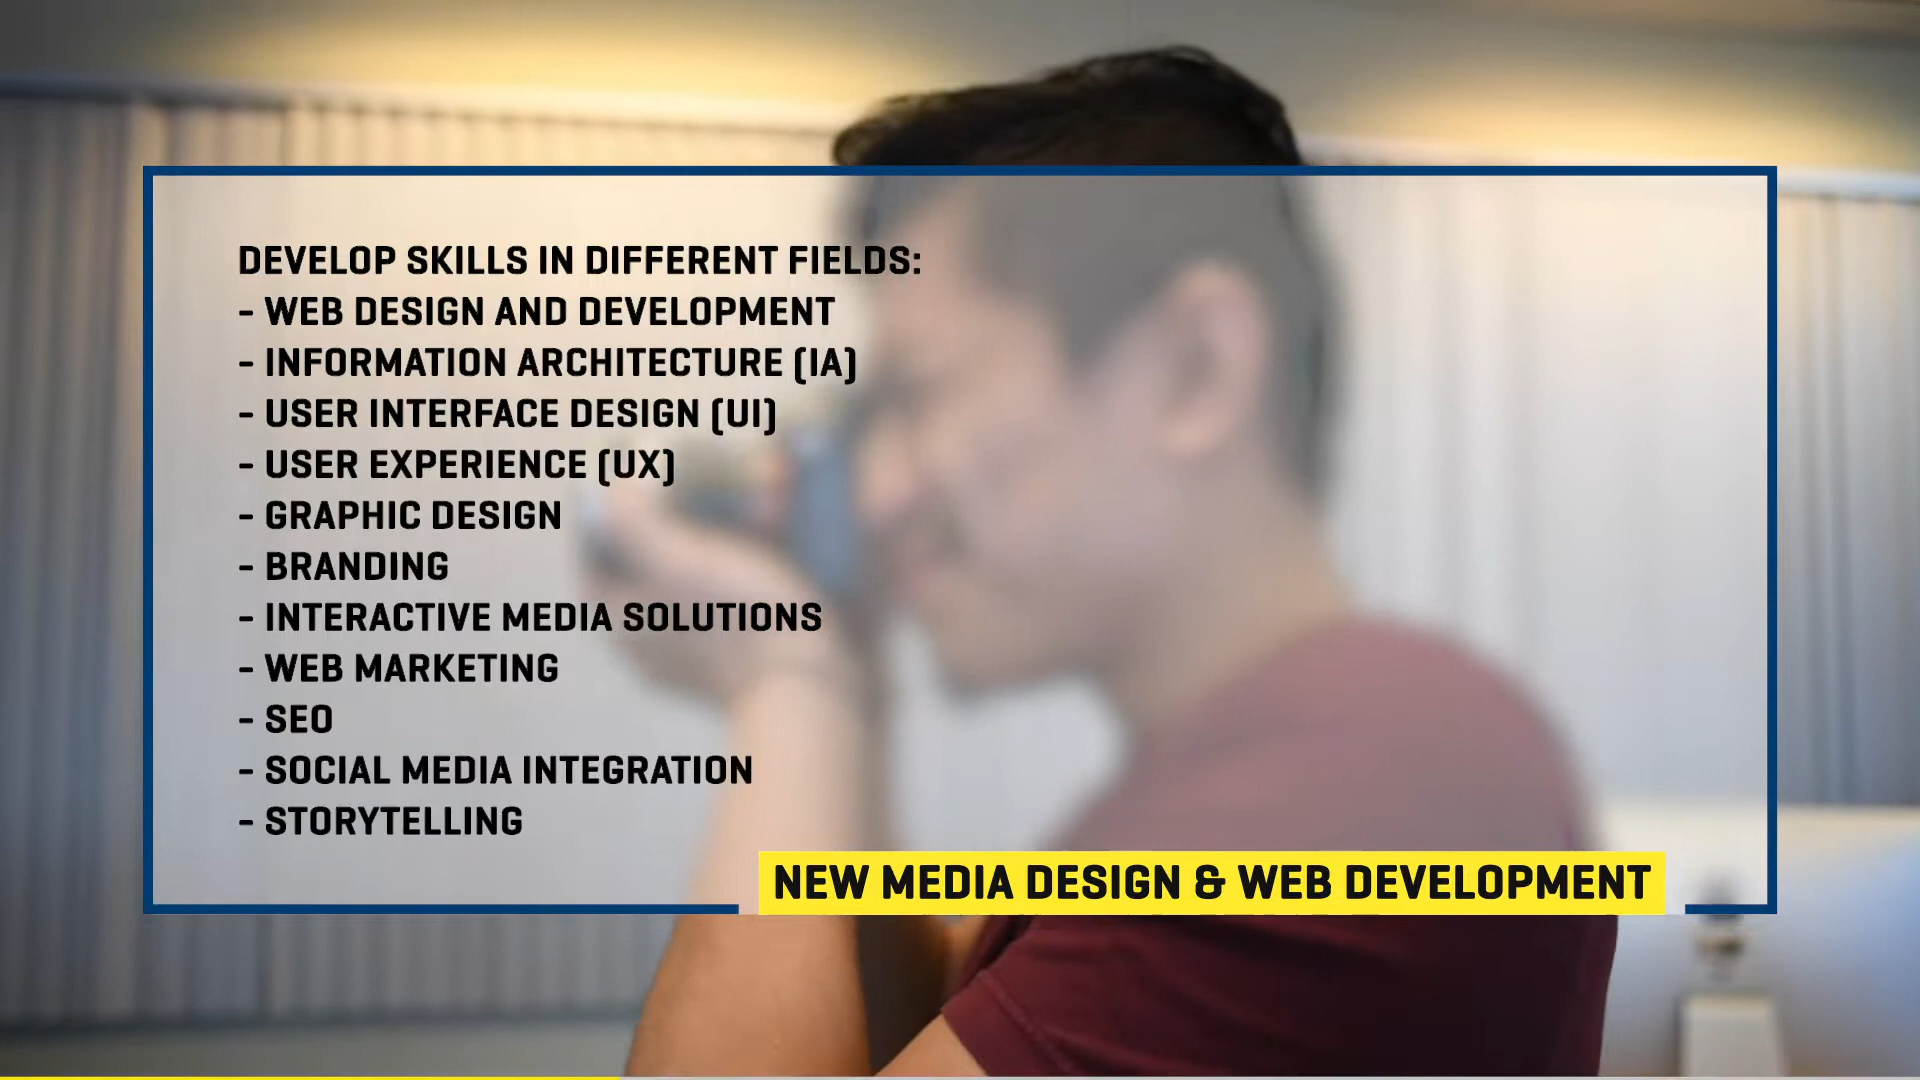 DEVELOP SKILLS IN DIFFERENT FIELDS:
- WEB DESIGN AND DEVELOPMENT
- INFORMATION ARCHITECTURE (IA)
- USER INTERFACE DESIGN (UI)
- USER EXPERIENCE (UX)
- GRAPHIC DESIGN
- BRANDING
- INTERACTIVE MEDIA SOLUTIONS
- WEB MARKETING
- SEO
- SOCIAL MEDIA INTEGRATION
- STORYTELLING
NEW MEDIA DESIGN & WEB DEVELOPMENT